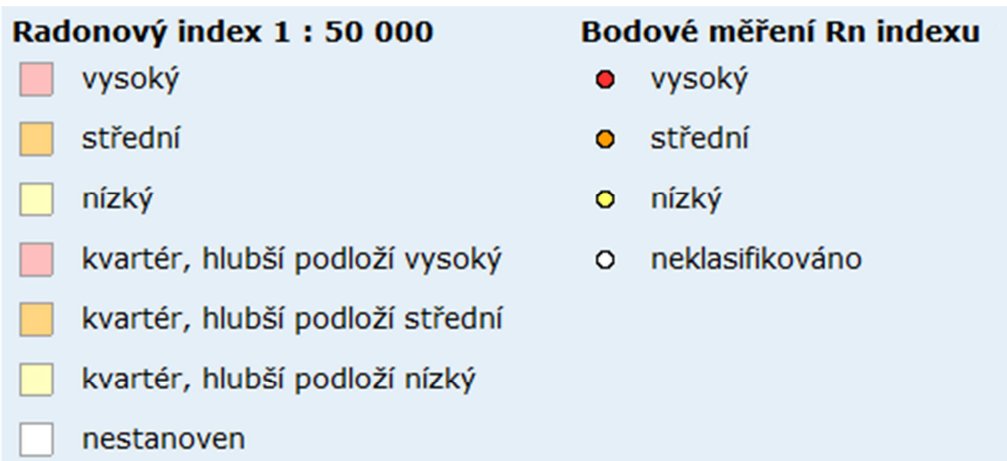 Radonový index 1 : 50 000
vysoký
střední
nízký
kvartér, hlubší podloží vysoký
kvartér, hlubší podloží střední
kvartér, hlubší podloží nízký
nestanoven
Bodové měření Rn indexu
vysoký
střední
nízký
neklasifikováno